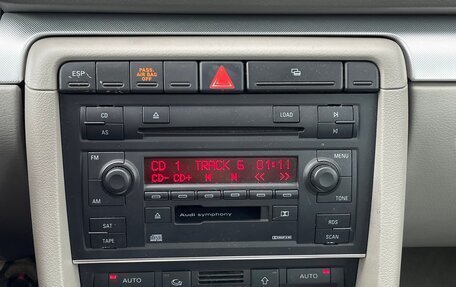 ESP
PASS. AIR BAG OFF
CD
LOAD
AS
FM
MENU
CD 1 TRACK 6 01:11
CD- CD+ << >>
AM
TONE
Audi symphony
SAT
RDS
TAPE
SCAN
AUTO
AUTO